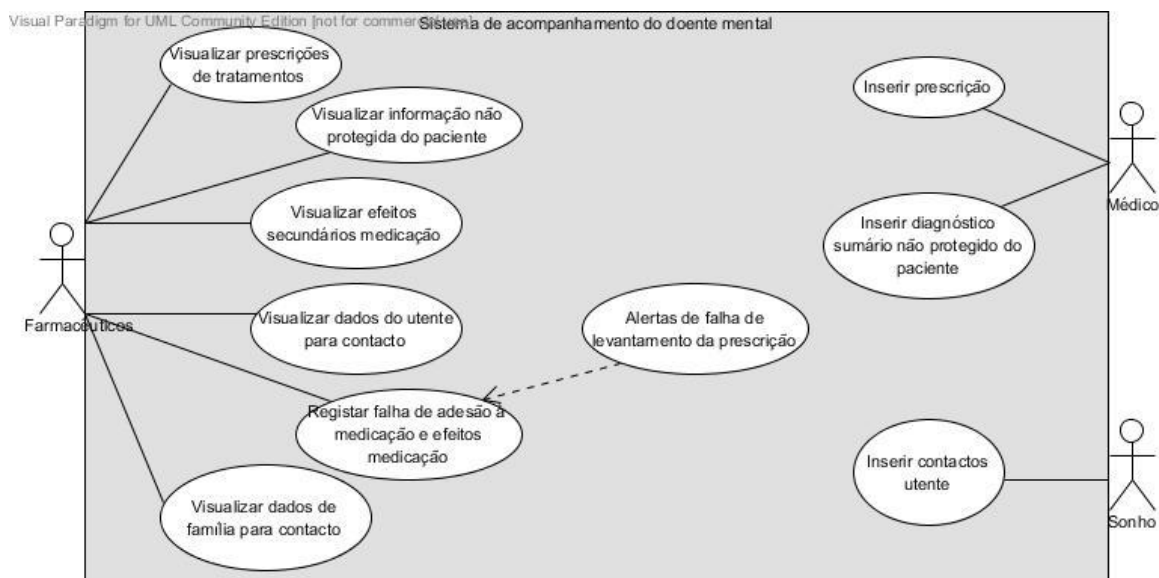 Visual Paradigm for UML Community Edition [not for commercial use]
Sistema de acompanhamento do doente mental
Visualizar prescrições
de tratamentos
Visualizar informação não
protegida do paciente
Visualizar efeitos
secundários medicação
Farmacêuticos
Visualizar dados do utente
para contacto
Registar falha de adesão à
medicação e efeitos
medicação
Visualizar dados de
família para contacto
Alertas de falha de
levantamento da prescrição
Inserir prescrição
Médico
Inserir diagnóstico
sumário não protegido do
paciente
Inserir contactos
utente
Sonho